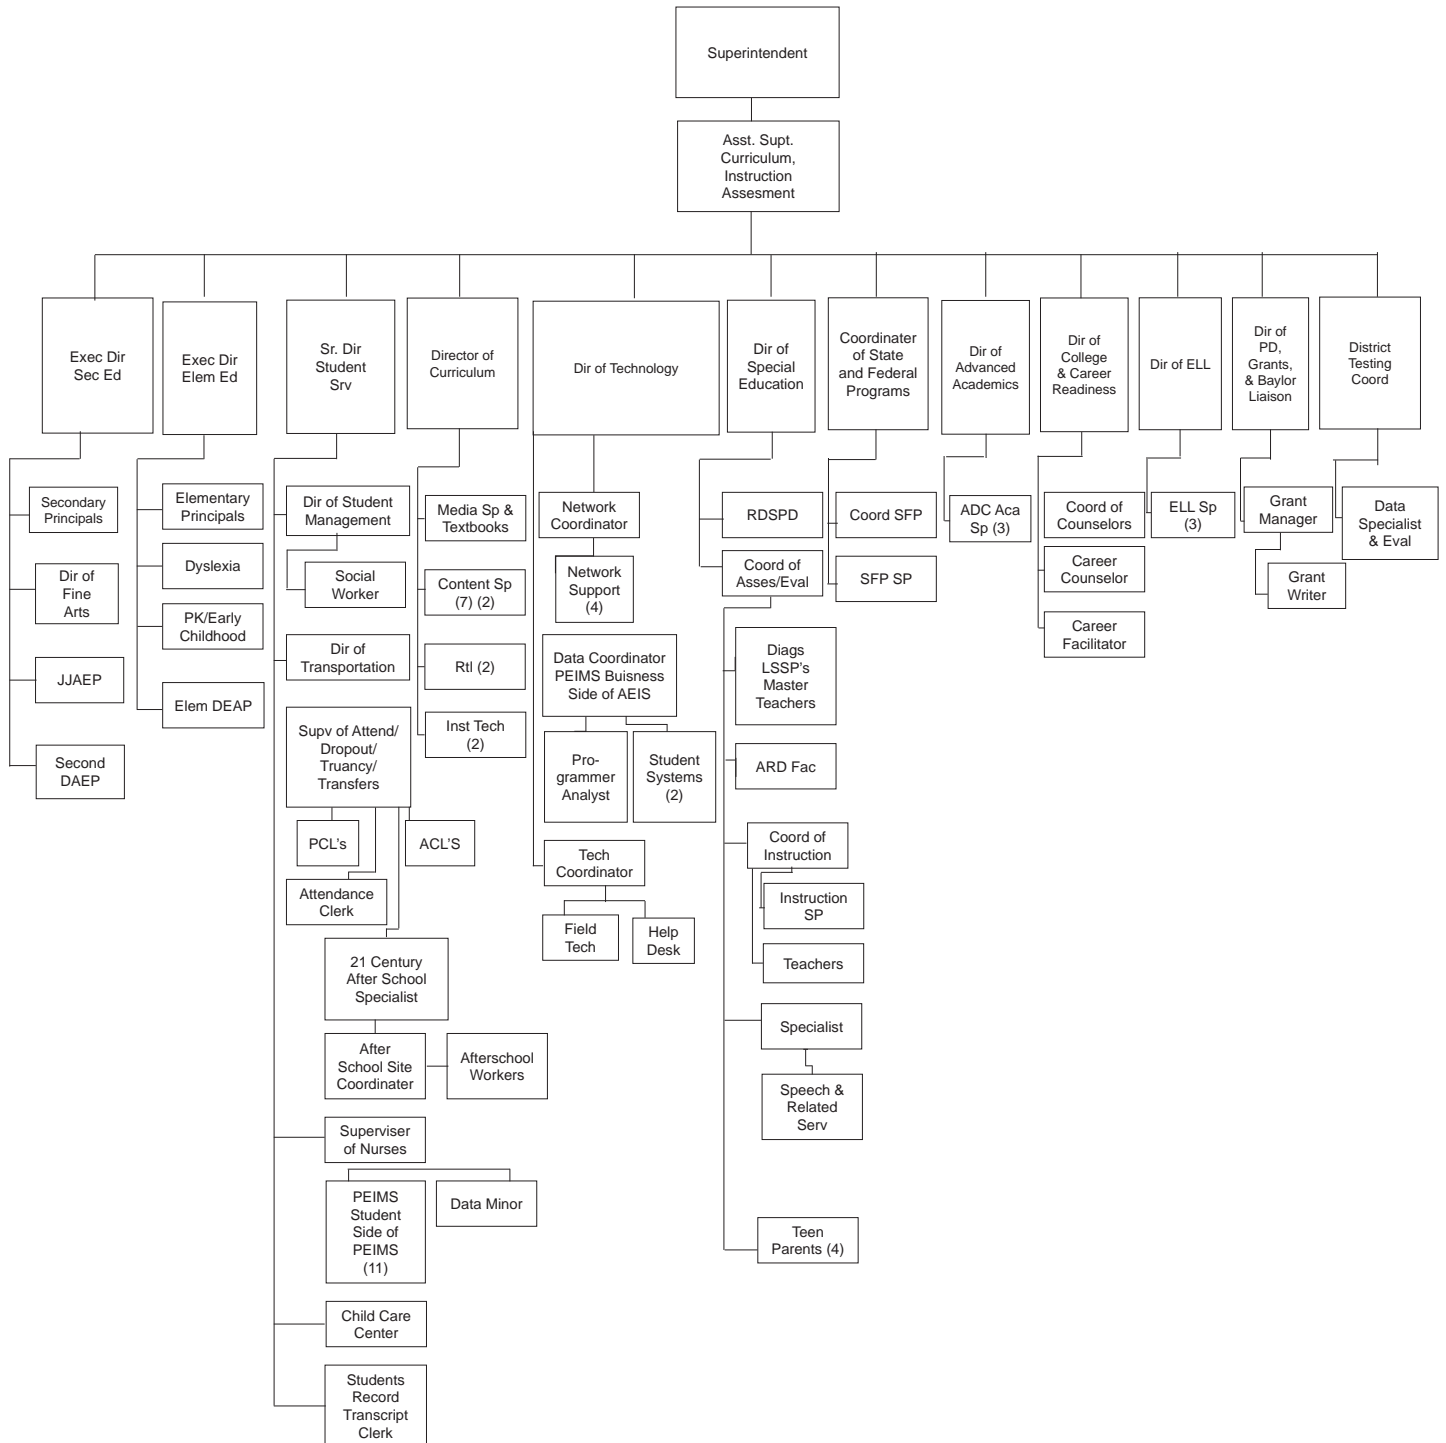 Superintendent
Asst. Supt.
Curriculum,
Instruction
Assesment
Exec Dir
Sec Ed
Exec Dir
Elem Ed
Sr. Dir
Student
Srv
Director of
Curriculum
Dir of Technology
Dir of
Special
Education
Coordinater
of State
and Federal
Programs
Dir of
Advanced
Academics
Dir of
College
& Career
Readiness
Dir of ELL
Dir of
PD,
Grants,
& Baylor
Liaison
District
Testing
Coord
Secondary
Principals
Dir of
Fine
Arts
JJAEP
Second
DAEP
Elementary
Principals
Dyslexia
PK/Early
Childhood
Elem DEAP
Dir of Student
Management
Social
Worker
Dir of
Transportation
Supv of Attend/
Dropout/
Truancy/
Transfers
PCL's
ACL'S
Attendance
Clerk
21 Century
After School
Specialist
After
School Site
Coordinater
Afterschool
Workers
Superviser
of Nurses
PEIMS
Student
Side of
PEIMS
(11)
Data Minor
Child Care
Center
Students
Record
Transcript
Clerk
Media Sp &
Textbooks
Content Sp
(7) (2)
Rtl (2)
Inst Tech
(2)
Network
Coordinator
Network
Support
(4)
Data Coordinator
PEIMS Buisness
Side of AEIS
Pro-
grammer
Analyst
Student
Systems
(2)
Tech
Coordinator
Field
Tech
Help
Desk
RDSPD
Coord of
Asses/Eval
Diags
LSSP's
Master
Teachers
ARD Fac
Coord of
Instruction
Instruction
SP
Teachers
Specialist
Speech &
Related
Serv
Teen
Parents (4)
Coord SFP
SFP SP
ADC Aca
Sp (3)
Coord of
Counselors
Career
Counselor
Career
Facilitator
ELL Sp
(3)
Grant
Manager
Grant
Writer
Data
Specialist
& Eval